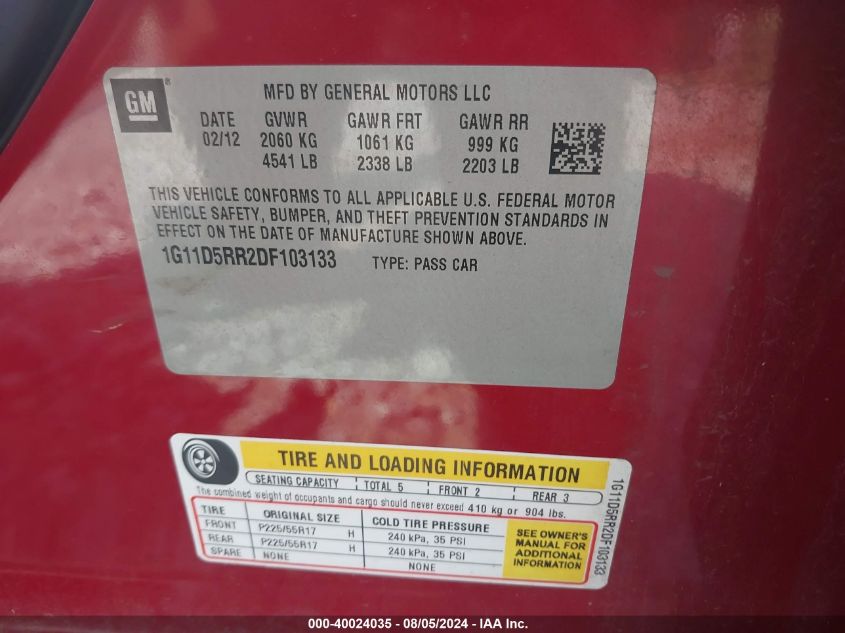 GM ®
MFD BY GENERAL MOTORS LLC
DATE GVWR GAWR FRT GAWR RR
02/12 2060 KG 1061 KG 999 KG
4541 LB 2338 LB 2203 LB
THIS VEHICLE CONFORMS TO ALL APPLICABLE U.S. FEDERAL MOTOR
VEHICLE SAFETY, BUMPER, AND THEFT PREVENTION STANDARDS IN
EFFECT ON THE DATE OF MANUFACTURE SHOWN ABOVE.
1G11D5RR2DF103133 TYPE: PASS CAR
TIRE AND LOADING INFORMATION
SEATING CAPACITY TOTAL 5 FRONT 2 REAR 3
The combined weight of occupants and cargo should never exceed 410 kg or 904 lbs.
TIRE ORIGINAL SIZE COLD TIRE PRESSURE
FRONT P225/55R17 H 240 kPa, 35 PSI
REAR P225/55R17 H 240 kPa, 35 PSI
SPARE NONE NONE
SEE OWNER'S
MANUAL FOR
ADDITIONAL
INFORMATION
1G11D5RR2DF103133
000-40024035 - 08/05/2024 - IAA Inc.